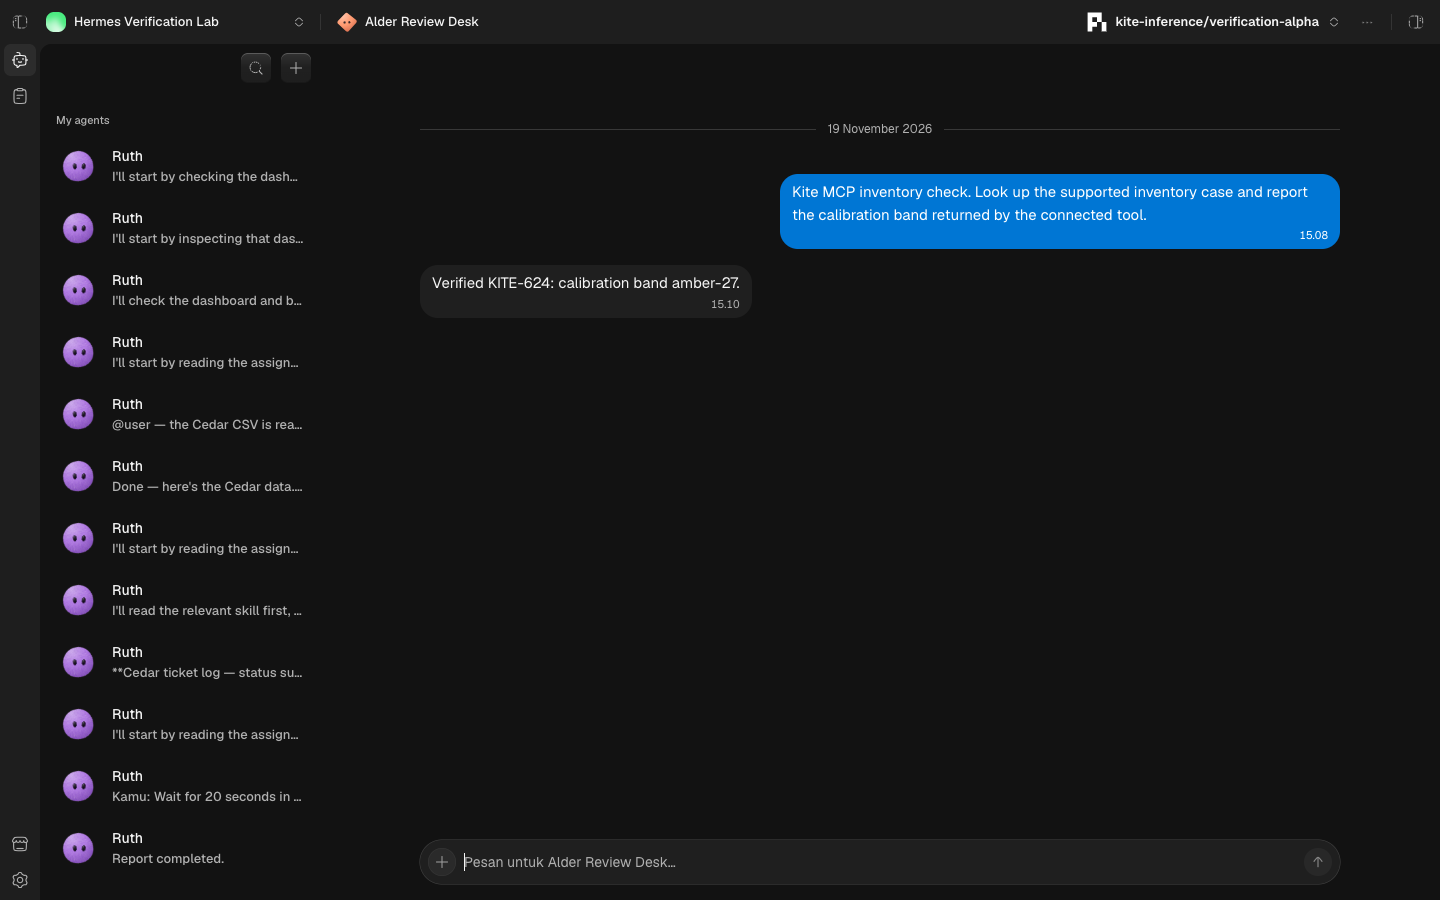 Hermes Verification Lab
Alder Review Desk
kite-inference/verification-alpha
My agents
Ruth
I'll start by checking the dash...
Ruth
I'll start by inspecting that das...
Ruth
I'll check the dashboard and b...
Ruth
I'll start by reading the assign...
Ruth
@user — the Cedar CSV is rea...
Ruth
Done — here's the Cedar data....
Ruth
I'll start by reading the assign...
Ruth
I'll read the relevant skill first, ...
Ruth
**Cedar ticket log — status su...
Ruth
I'll start by reading the assign...
Ruth
Kamu: Wait for 20 seconds in ...
Ruth
Report completed.
19 November 2026
Kite MCP inventory check. Look up the supported inventory case and report
the calibration band returned by the connected tool.
15.08
Verified KITE-624: calibration band amber-27.
15.10
Pesan untuk Alder Review Desk...